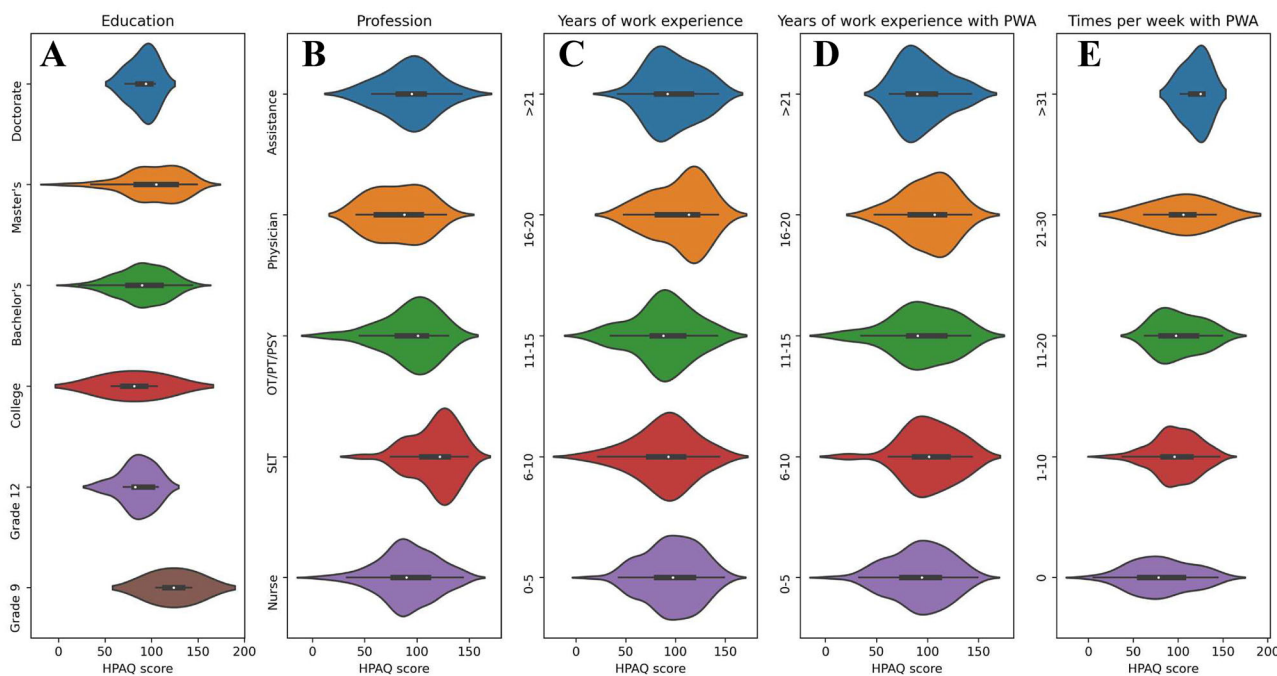 Education
A
Doctorate
Master's
Bachelor's
College
Grade 12
Grade 9
0 50 100 150 200
HPAQ score
Profession
B
Assistance
Physician
OT/PT/PSY
SLT
Nurse
0 50 100 150
HPAQ score
Years of work experience
C
>21
16-20
11-15
6-10
0-5
0 50 100 150
HPAQ score
Years of work experience with PWA
D
>21
16-20
11-15
6-10
0-5
0 50 100 150
HPAQ score
Times per week with PWA
E
>31
21-30
11-20
1-10
0
0 50 100 150 200
HPAQ score